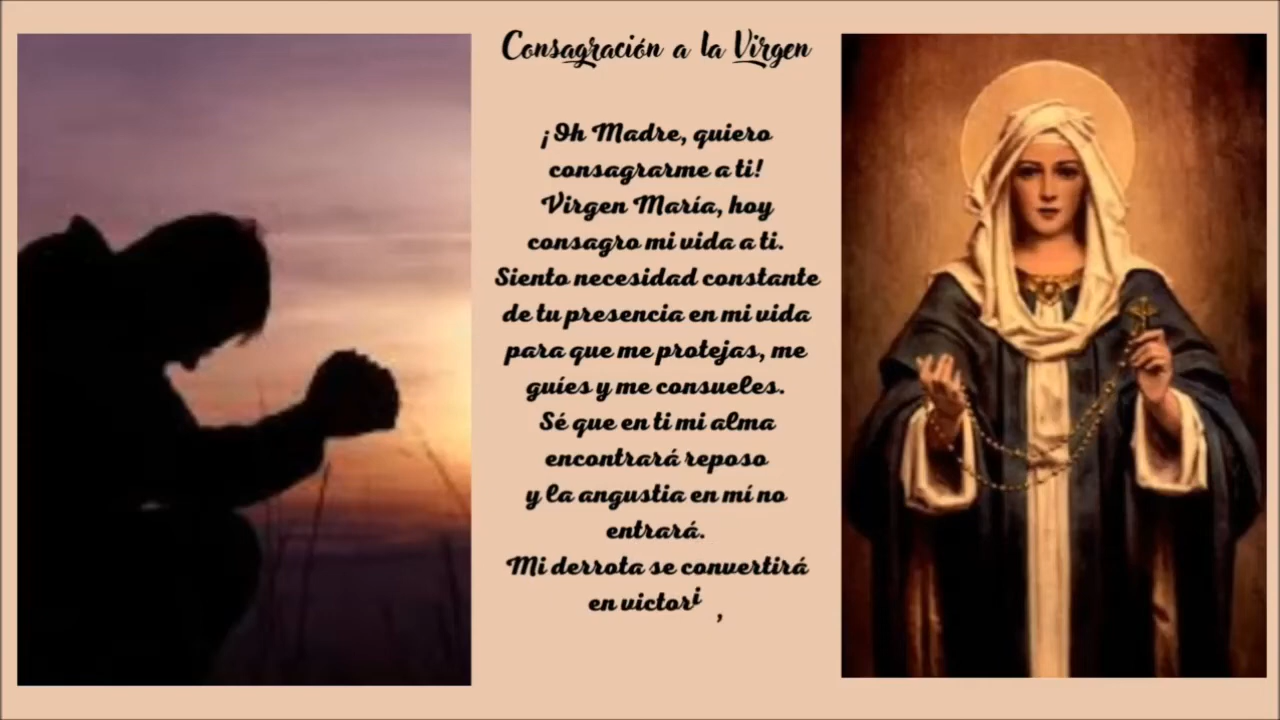 Consagración a la Virgen
¡Oh Madre, quiero
consagrarme a ti!
Virgen María, hoy
consagro mi vida a ti.
Siento necesidad constante
de tu presencia en mi vida
para que me protejas, me
guíes y me consueles.
Sé que en ti mi alma
encontrará reposo
y la angustia en mí no
entrará.
Mi derrota se convertirá
en victori ,